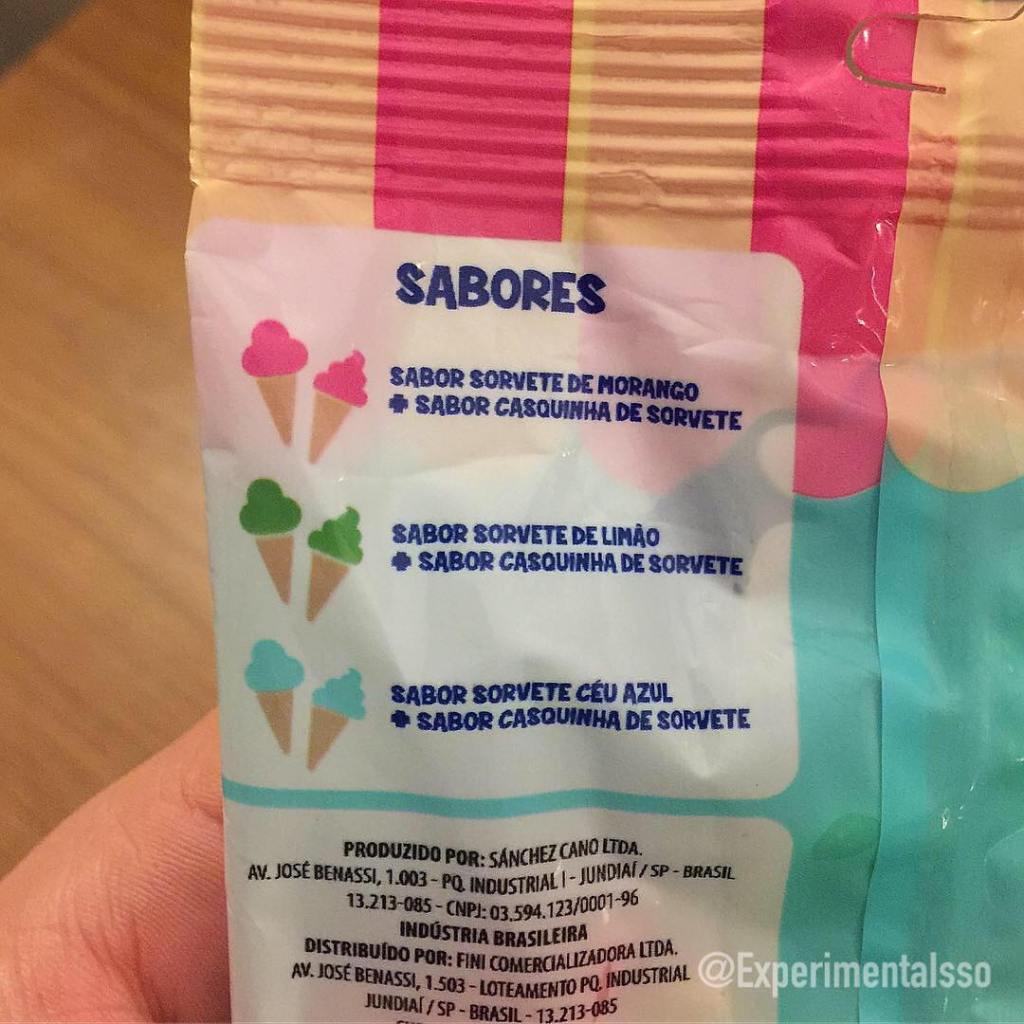 SABORES
SABOR SORVETE DE MORANGO
+ SABOR CASQUINHA DE SORVETE
SABOR SORVETE DE LIMÃO
+ SABOR CASQUINHA DE SORVETE
SABOR SORVETE CÉU AZUL
+ SABOR CASQUINHA DE SORVETE
PRODUZIDO POR: SÁNCHEZ CANO LTDA.
AV. JOSÉ BENASSI, 1.003 - PQ. INDUSTRIAL I - JUNDIAÍ / SP - BRASIL
13.213-085 - CNPJ: 03.594.123/0001-96
INDÚSTRIA BRASILEIRA
DISTRIBUÍDO POR: FINI COMERCIALIZADORA LTDA.
AV. JOSÉ BENASSI, 1.503 - LOTEAMENTO PQ. INDUSTRIAL
JUNDIAÍ / SP - BRASIL - 13.213-085
@ExperimentaIsso